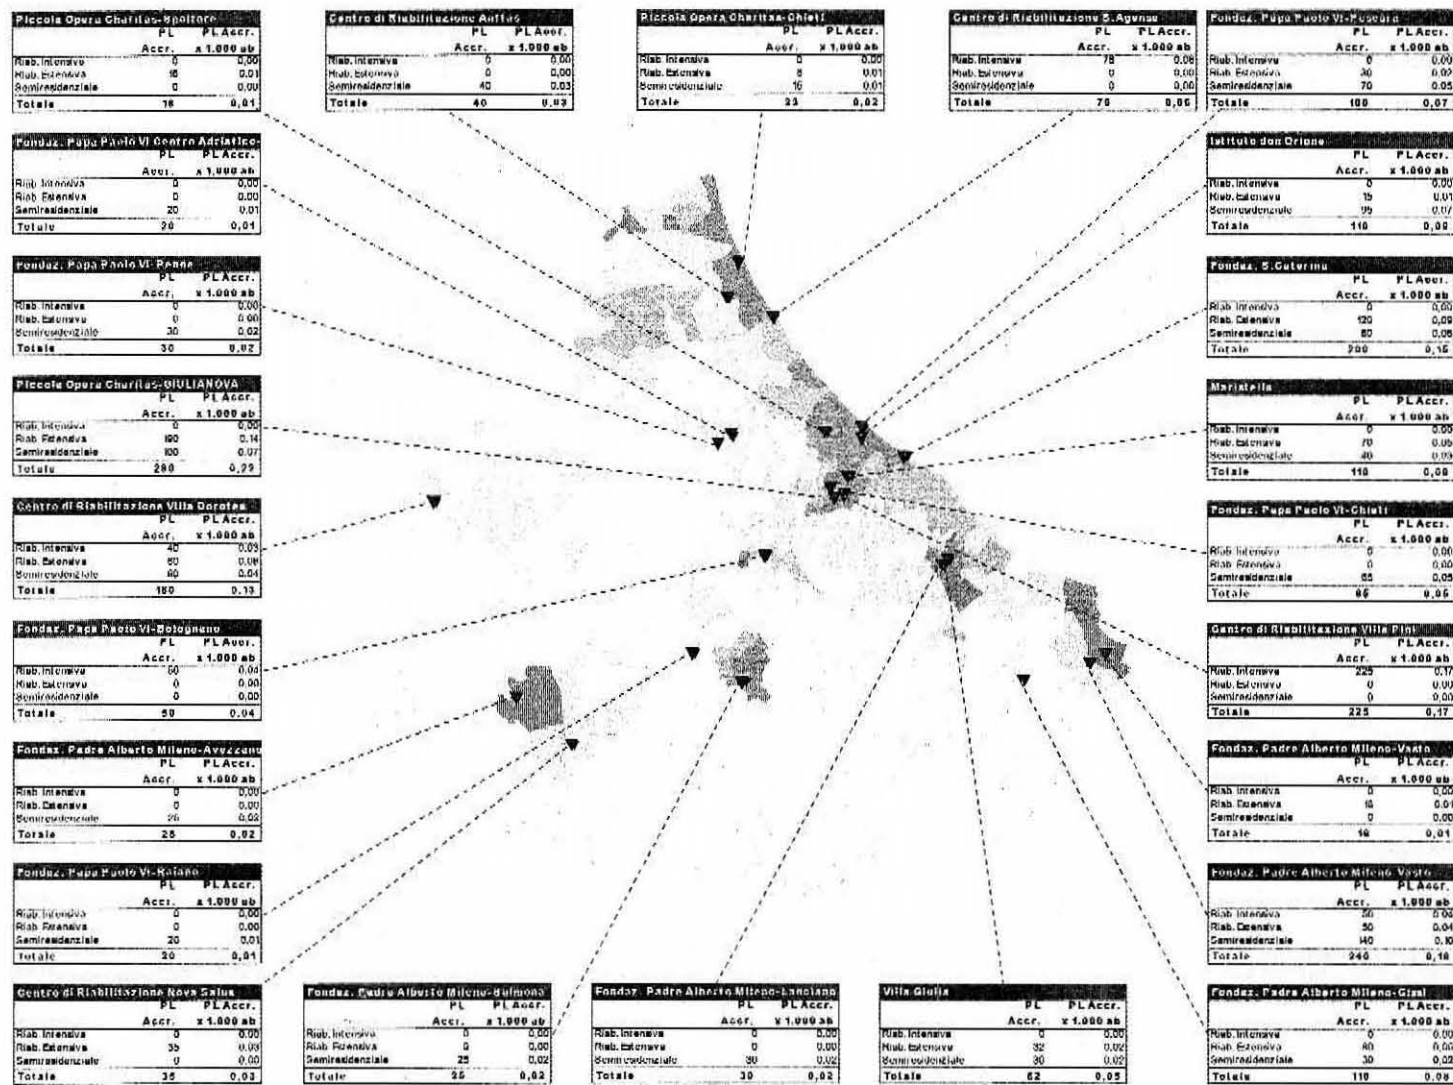 Piccola Opera Charitas-Spoltore
PL PL Accr.
Accr. x 1.000 ab
Riab. Intensiva 0 0,00
Riab. Estensiva 16 0,01
Semiresidenziale 0 0,00
Totale 16 0,01
Centro di Riabilitazione Anffas
PL PL Accr.
Accr. x 1.000 ab
Riab. Intensiva 0 0,00
Riab. Estensiva 0 0,00
Semiresidenziale 40 0,03
Totale 40 0,03
Piccola Opera Charitas-Chieti
PL PL Accr.
Accr. x 1.000 ab
Riab. Intensiva 0 0,00
Riab. Estensiva 8 0,01
Semiresidenziale 15 0,01
Totale 23 0,02
Centro di Riabilitazione S.Agnese
PL PL Accr.
Accr. x 1.000 ab
Riab. Intensiva 78 0,06
Riab. Estensiva 0 0,00
Semiresidenziale 0 0,00
Totale 78 0,06
Fondaz. Papa Paolo VI-Pescara
PL PL Accr.
Accr. x 1.000 ab
Riab. Intensiva 0 0,00
Riab. Estensiva 30 0,02
Semiresidenziale 70 0,05
Totale 100 0,07
Fondaz. Papa Paolo VI Centro Adriatico-
PL PL Accr.
Accr. x 1.000 ab
Riab. Intensiva 0 0,00
Riab. Estensiva 0 0,00
Semiresidenziale 20 0,01
Totale 20 0,01
Istituto don Orione
PL PL Accr.
Accr. x 1.000 ab
Riab. Intensiva 0 0,00
Riab. Estensiva 15 0,01
Semiresidenziale 95 0,07
Totale 110 0,08
Fondaz. Papa Paolo VI-Penne
PL PL Accr.
Accr. x 1.000 ab
Riab. Intensiva 0 0,00
Riab. Estensiva 0 0,00
Semiresidenziale 30 0,02
Totale 30 0,02
Fondaz. S.Caterina
PL PL Accr.
Accr. x 1.000 ab
Riab. Intensiva 0 0,00
Riab. Estensiva 120 0,09
Semiresidenziale 80 0,06
Totale 200 0,15
Piccola Opera Charitas-GIULIANOVA
PL PL Accr.
Accr. x 1.000 ab
Riab. Intensiva 0 0,00
Riab. Estensiva 190 0,14
Semiresidenziale 100 0,07
Totale 0,22
Maristella
PL PL Accr.
Accr. x 1.000 ab
Riab. Intensiva 0 0,00
Riab. Estensiva 70 0,05
Semiresidenziale 40 0,03
Totale 110 0,08
Centro di Riabilitazione Villa Dorotea
PL PL Accr.
Accr. x 1.000 ab
Riab. Intensiva 40 0,03
Riab. Estensiva
Semiresidenziale 0,04
Totale 0,13
Fondaz. Papa Paolo VI-Chieti
PL PL Accr.
Accr. x 1.000 ab
Riab. Intensiva 0 0,00
Riab. Estensiva 0 0,00
Semiresidenziale 65 0,05
Totale 65 0,05
Fondaz. Papa Paolo VI-Bolognano
PL PL Accr.
Accr. x 1.000 ab
Riab. Intensiva 50 0,04
Riab. Estensiva 0 0,00
Semiresidenziale 0 0,00
Totale 50 0,04
Centro di Riabilitazione Villa Pini
PL PL Accr.
Accr. x 1.000 ab
Riab. Intensiva 225 0,17
Riab. Estensiva 0 0,00
Semiresidenziale 0 0,00
Totale 225 0,17
Fondaz. Padre Alberto Mileno-Avezzano
PL PL Accr.
Accr. x 1.000 ab
Riab. Intensiva 0 0,00
Riab. Estensiva 0 0,00
Semiresidenziale 25 0,02
Totale 25 0,02
Fondaz. Padre Alberto Mileno-Vasto
PL PL Accr.
Accr. x 1.000 ab
Riab. Intensiva 0 0,00
Riab. Estensiva 0,01
Semiresidenziale 0 0,00
Totale 0,01
Fondaz. Papa Paolo VI-Raiano
PL PL Accr.
Accr. x 1.000 ab
Riab. Intensiva 0 0,00
Riab. Estensiva 0 0,00
Semiresidenziale 20 0,01
Totale 20 0,01
Fondaz. Padre Alberto Mileno-Vasto
PL PL Accr.
Accr. x 1.000 ab
Riab. Intensiva 50 0,04
Riab. Estensiva 50 0,04
Semiresidenziale 140 0,10
Totale 240 0,18
Centro di Riabilitazione Nova Salus
PL PL Accr.
Accr. x 1.000 ab
Riab. Intensiva 0 0,00
Riab. Estensiva 35 0,03
Semiresidenziale 0 0,00
Totale 35 0,03
Fondaz. Padre Alberto Mileno-Sulmona
PL PL Accr.
Accr. x 1.000 ab
Riab. Intensiva 0 0,00
Riab. Estensiva 0 0,00
Semiresidenziale 25 0,02
Totale 25 0,02
Fondaz. Padre Alberto Mileno-Lanciano
PL PL Accr.
Accr. x 1.000 ab
Riab. Intensiva 0 0,00
Riab. Estensiva 0 0,00
Semiresidenziale 30 0,02
Totale 30 0,02
Villa Giulia
PL PL Accr.
Accr. x 1.000 ab
Riab. Intensiva 0 0,00
Riab. Estensiva 32 0,02
Semiresidenziale 30 0,02
Totale 62 0,05
Fondaz. Padre Alberto Mileno-Gissi
PL PL Accr.
Accr. x 1.000 ab
Riab. Intensiva 0 0,00
Riab. Estensiva 80
Semiresidenziale 30 0,02
Totale 110 0,08